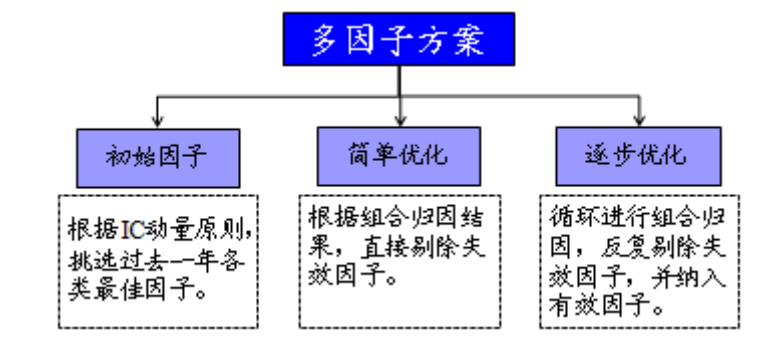 多因子方案
初始因子
简单优化
逐步优化
根据IC动量原则，
挑选过去一年各
类最佳因子。
根据组合归因结
果，直接剔除失
效因子。
循环进行组合归
因，反复剔除失
效因子，并纳入
有效因子。